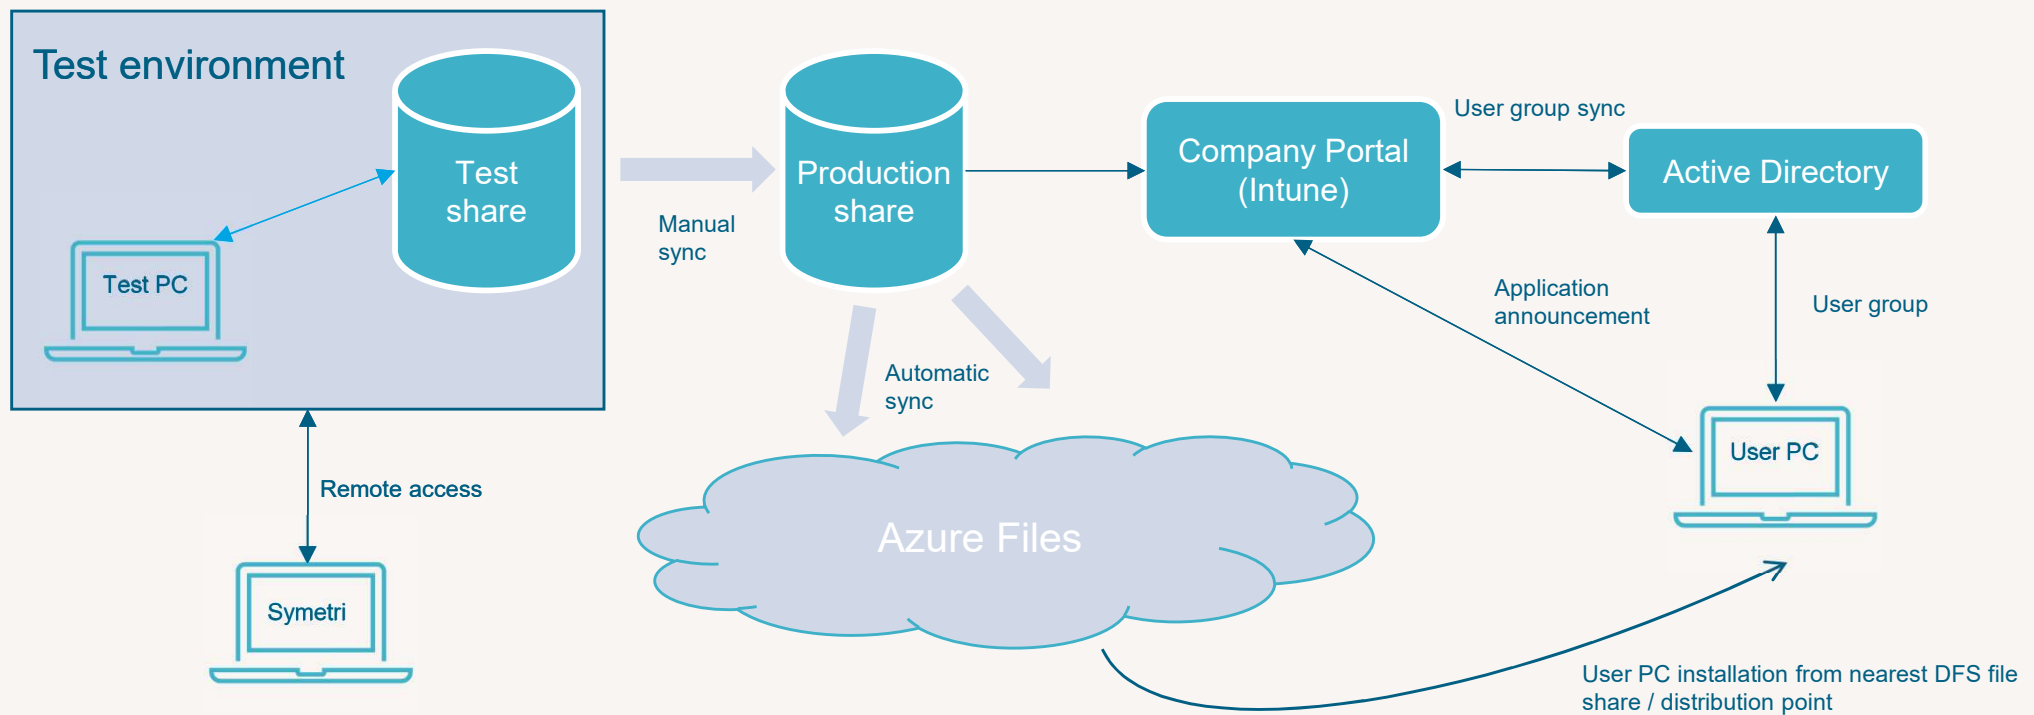 Test environment
Test
share
Test PC
Manual
sync
Production
share
Company Portal
(Intune)
User group sync
Active Directory
Application
announcement
User group
Automatic
sync
User PC
Remote access
Azure Files
Symetri
User PC installation from nearest DFS file
share / distribution point